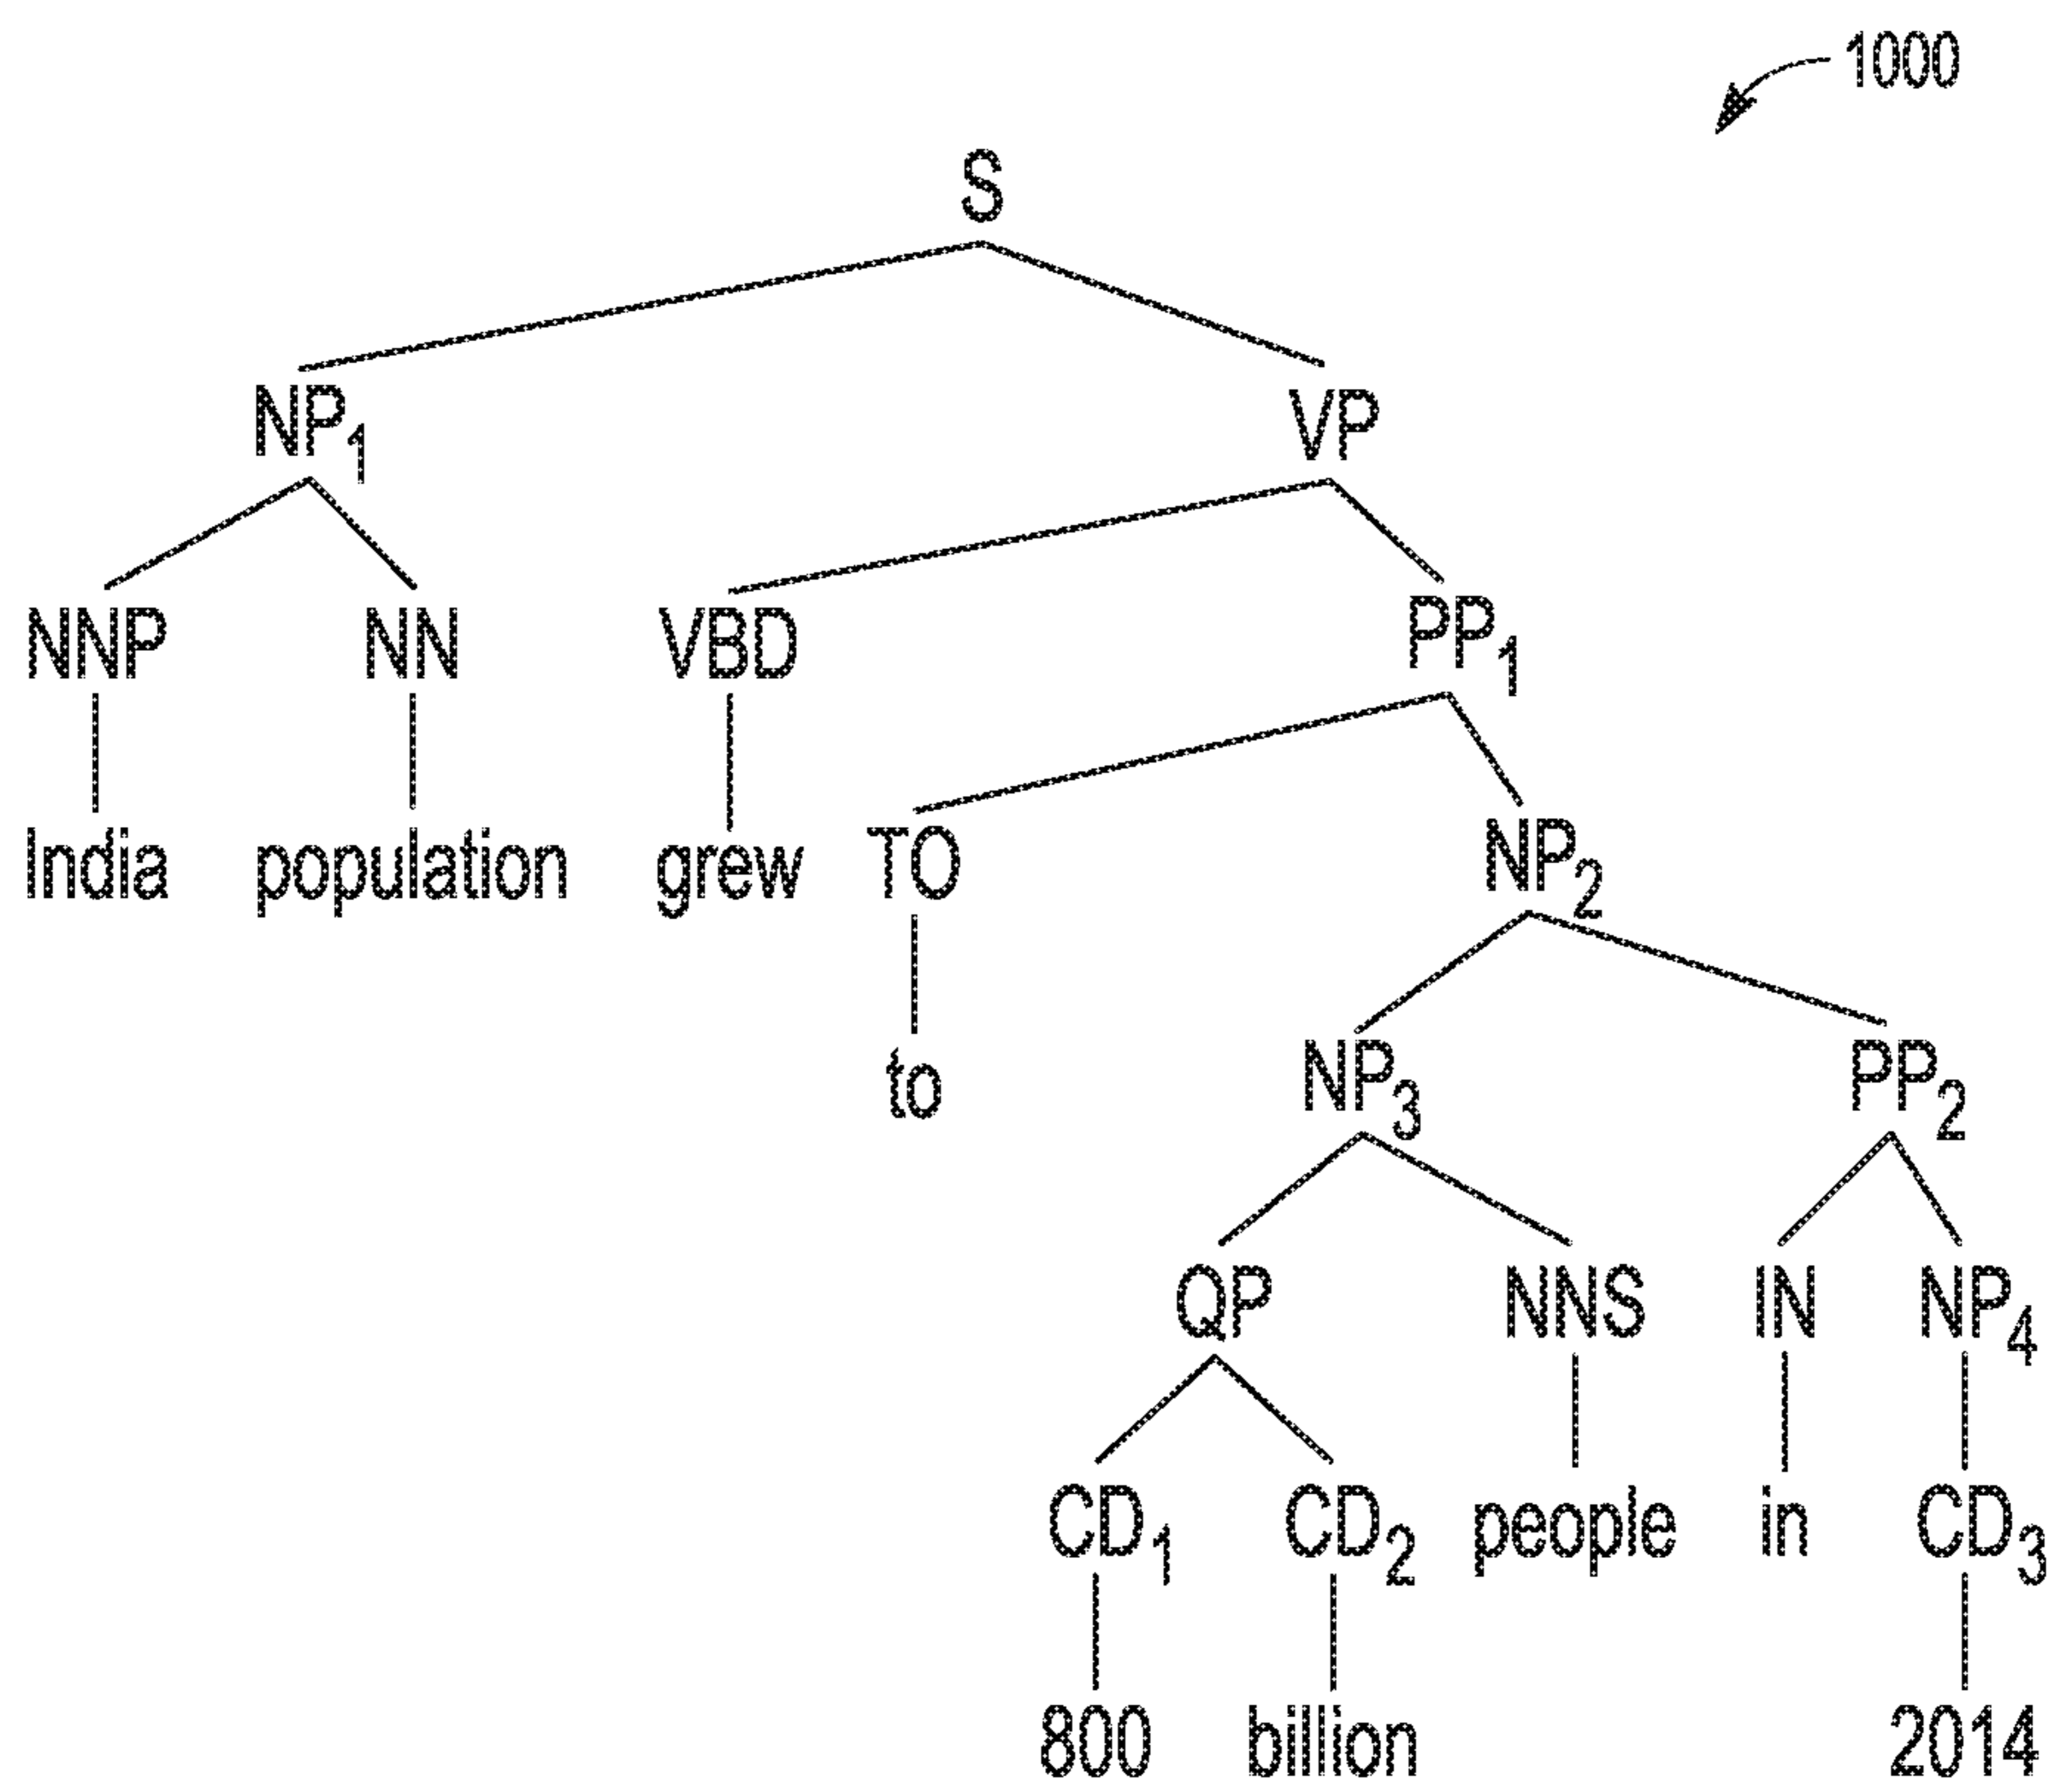 1000
S
NP1 VP
NNP NN VBD PP1
India population grew TO NP2
to NP3 PP2
QP NNS IN NP4
CD1 CD2 people in CD3
800 billion 2014